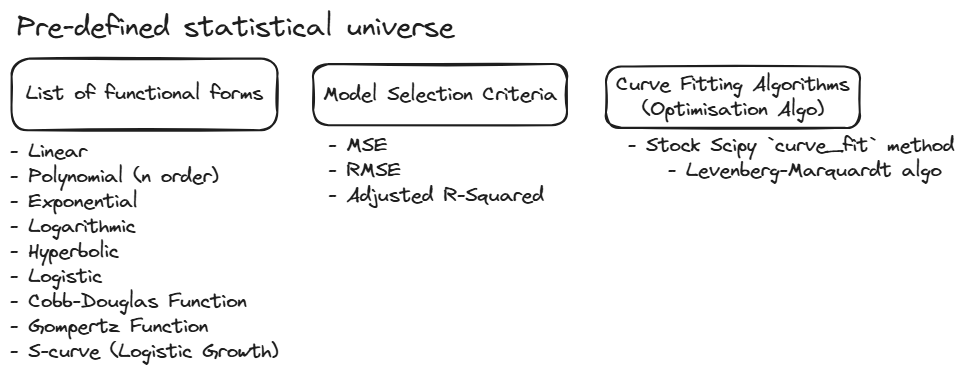 Pre-defined statistical universe
List of functional forms
- Linear
- Polynomial (n order)
- Exponential
- Logarithmic
- Hyperbolic
- Logistic
- Cobb-Douglas Function
- Gompertz Function
- S-curve (Logistic Growth)
Model Selection Criteria
- MSE
- RMSE
- Adjusted R-Squared
Curve Fitting Algorithms
(Optimisation Algo)
- Stock Scipy `curve_fit` method
- Levenberg-Marquardt algo